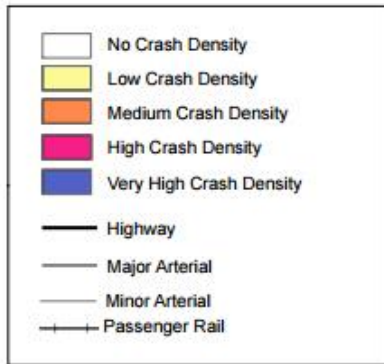 No Crash Density
Low Crash Density
Medium Crash Density
High Crash Density
Very High Crash Density
Highway
Major Arterial
Minor Arterial
Passenger Rail